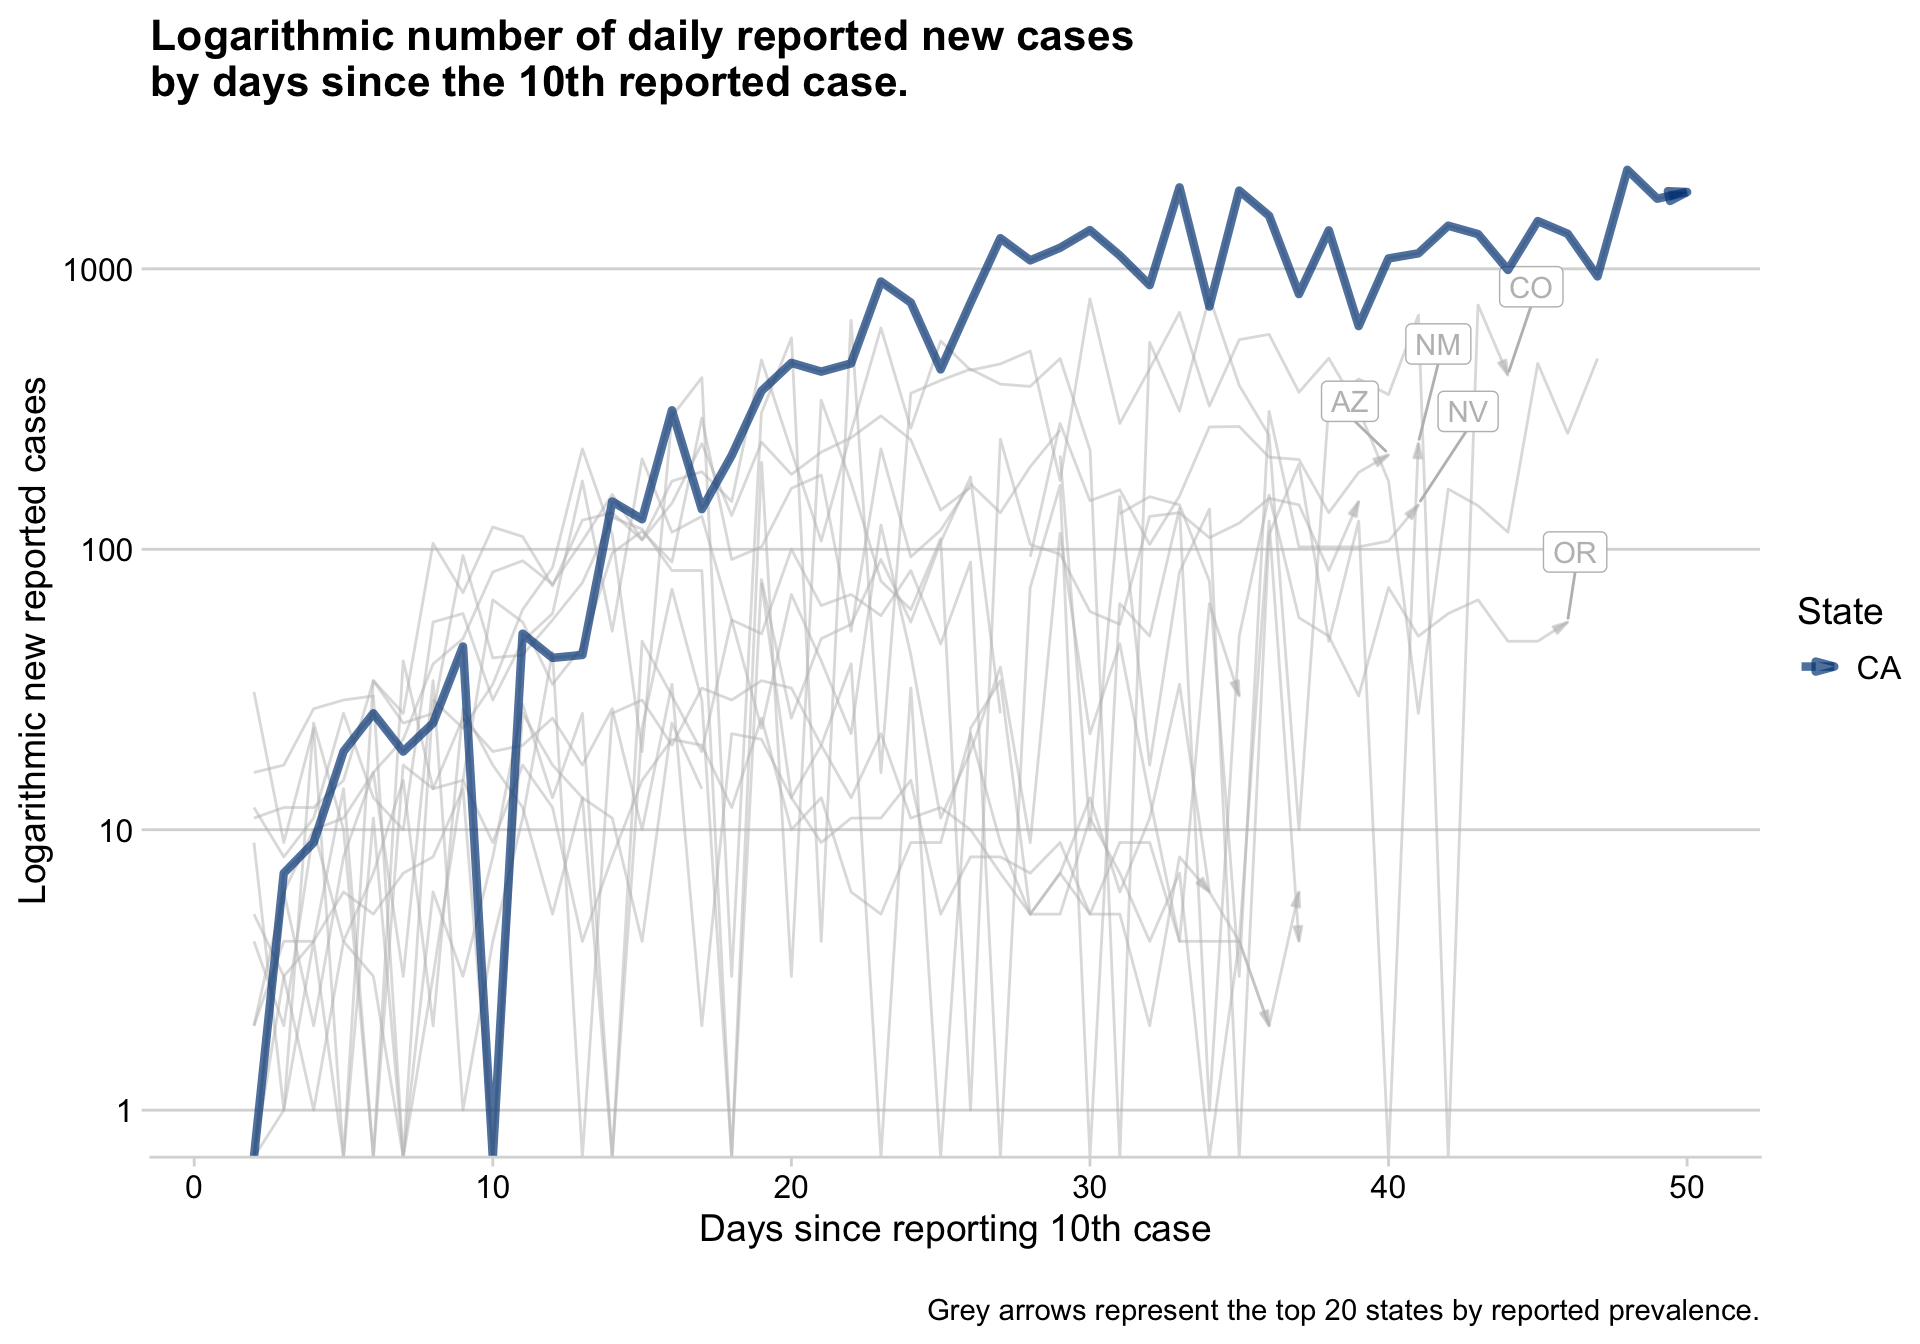 Logarithmic number of daily reported new cases
by days since the 10th reported case.
Logarithmic new reported cases
1000
100
10
1
CO
NM
AZ
NV
OR
State
CA
0
10
20
30
40
50
Days since reporting 10th case
Grey arrows represent the top 20 states by reported prevalence.